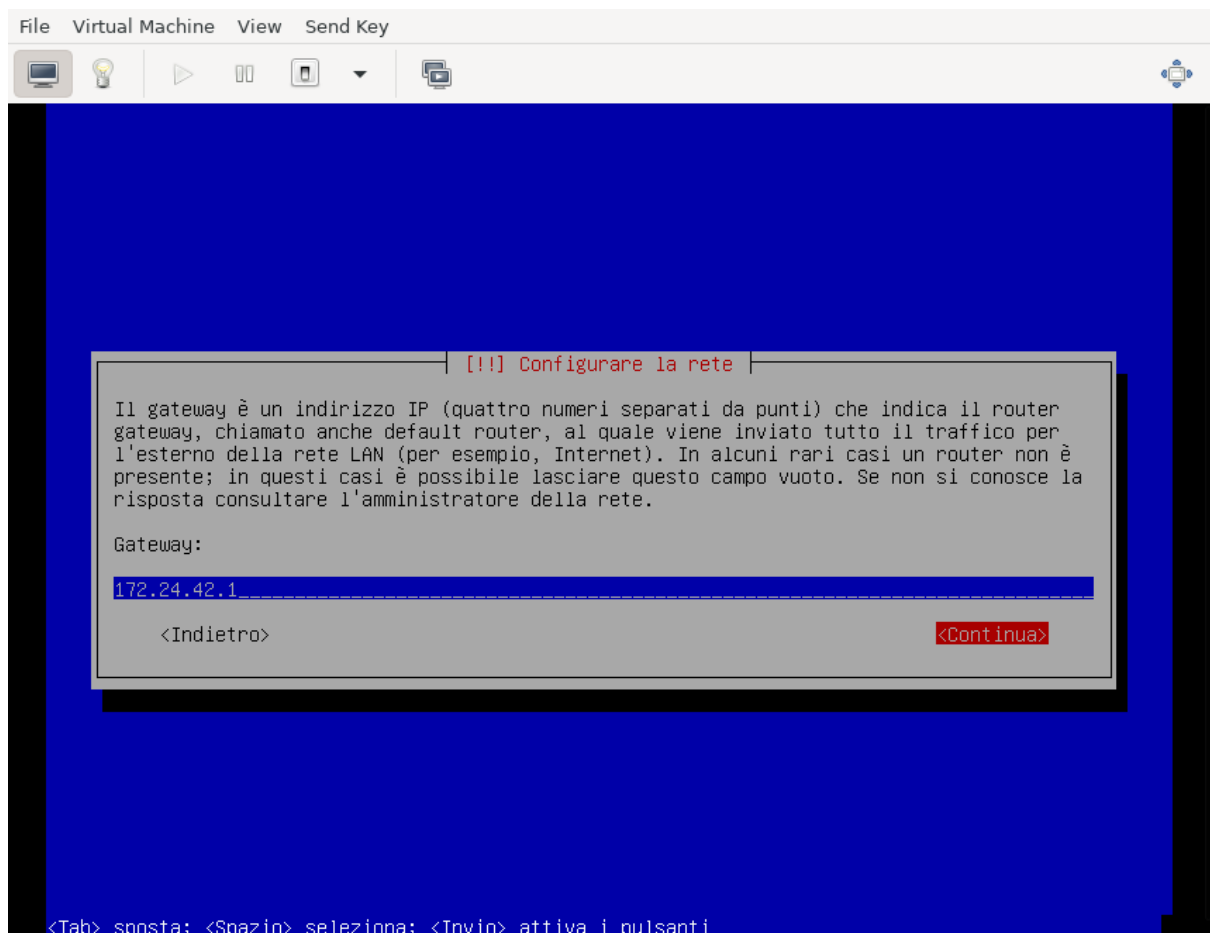 File Virtual Machine View Send Key
[!!] Configurare la rete
Il gateway è un indirizzo IP (quattro numeri separati da punti) che indica il router
gateway, chiamato anche default router, al quale viene inviato tutto il traffico per
l'esterno della rete LAN (per esempio, Internet). In alcuni rari casi un router non è
presente; in questi casi è possibile lasciare questo campo vuoto. Se non si conosce la
risposta consultare l'amministratore della rete.
Gateway:
172.24.42.1
<Indietro> <Continua>
<Tab> sposta; <Spazio> seleziona; <Invio> attiva i pulsanti